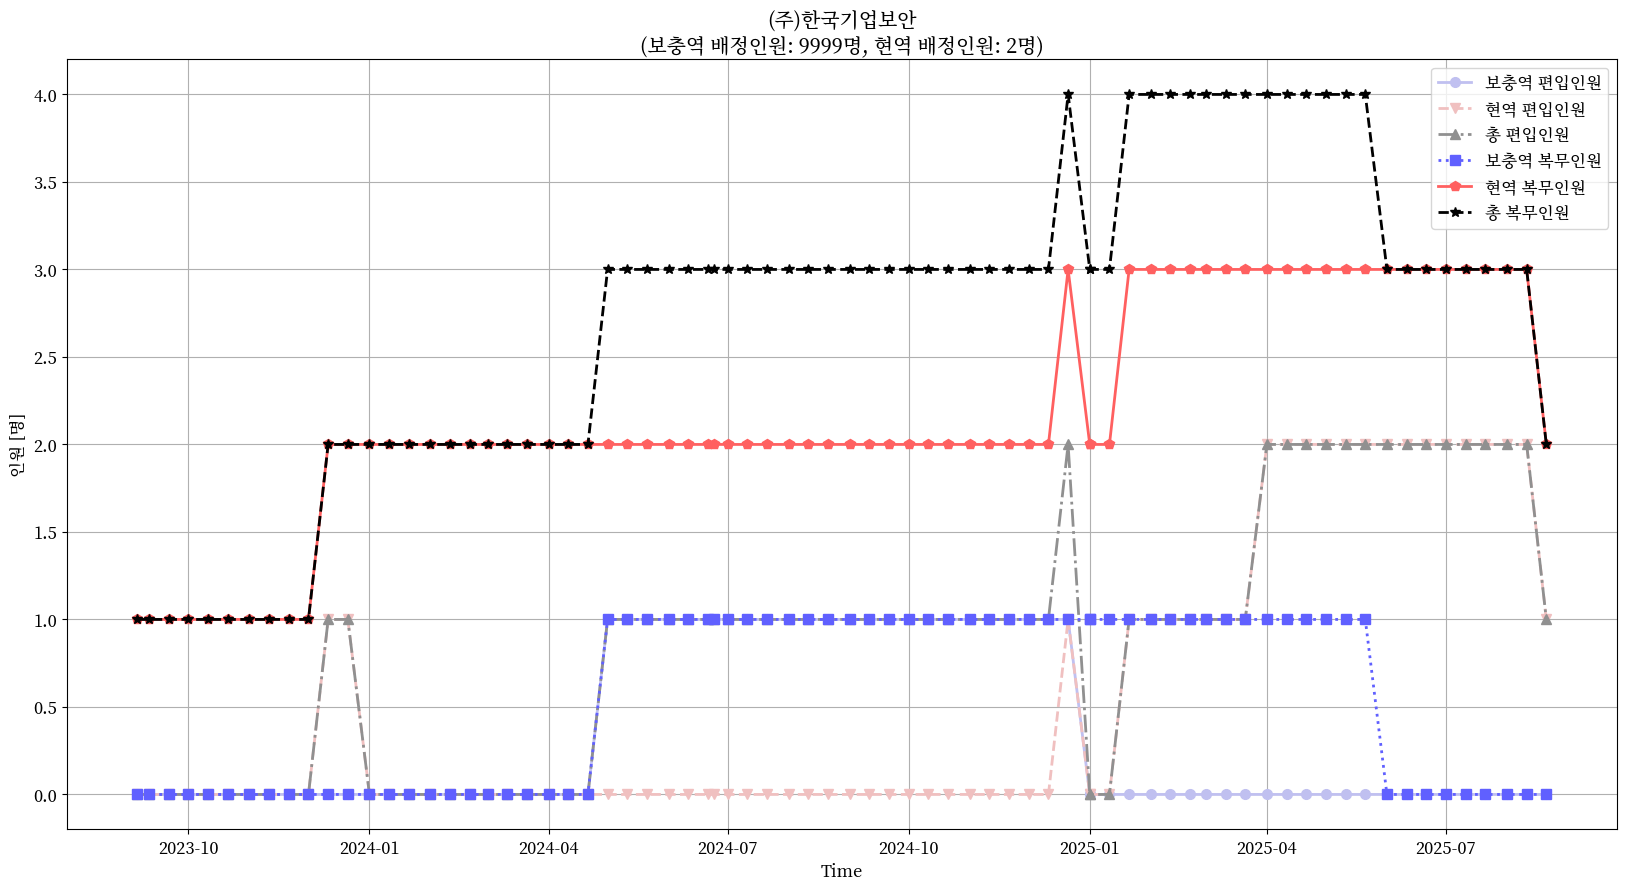 (주)한국기업보안
(보충역 배정인원: 9999명, 현역 배정인원: 2명)
보충역 편입인원
현역 편입인원
총 편입인원
보충역 복무인원
현역 복무인원
총 복무인원
인원 [명]
4.0
3.5
3.0
2.5
2.0
1.5
1.0
0.5
0.0
2023-10
2024-01
2024-04
2024-07
2024-10
2025-01
2025-04
2025-07
Time